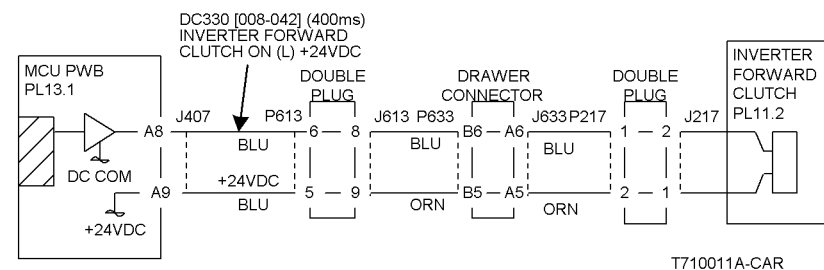 DC330 [008-042] (400ms)
INVERTER FORWARD
CLUTCH ON (L) +24VDC
MCU PWB
PL13.1
DOUBLE
PLUG
DRAWER
CONNECTOR
DOUBLE
PLUG
INVERTER
FORWARD
CLUTCH
PL11.2
J407 P613 J613 P633 J633 P217 J217
A8 6 8 B6 A6 1 2
BLU BLU BLU
DC COM
A9 +24VDC 5 9 B5 A5 2 1
BLU ORN ORN
+24VDC
T710011A-CAR